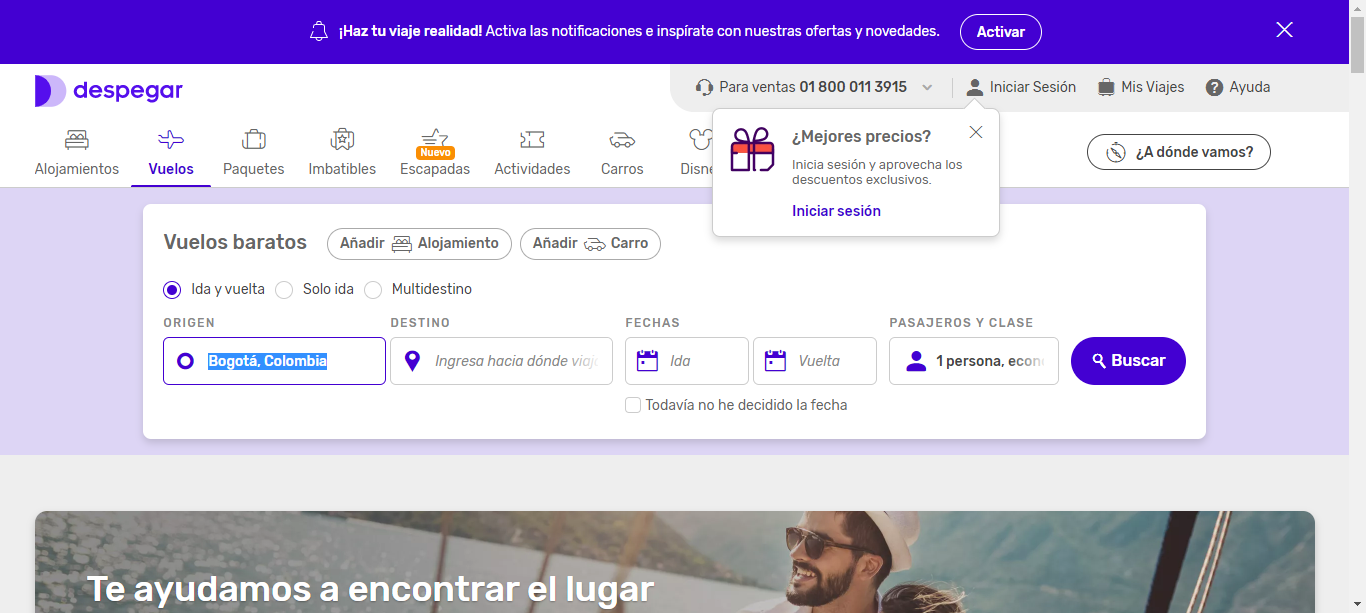 ¡Haz tu viaje realidad! Activa las notificaciones e inspírate con nuestras ofertas y novedades.
Activar
despegar
Para ventas 01 800 011 3915
Iniciar Sesión
Mis Viajes
? Ayuda
Alojamientos
Vuelos
Paquetes
Imbatibles
Nuevo
Escapadas
Actividades
Carros
Disne
¿A dónde vamos?
¿Mejores precios?
Inicia sesión y aprovecha los
descuentos exclusivos.
Iniciar sesión
Vuelos baratos
Añadir Alojamiento
Añadir Carro
Ida y vuelta
Solo ida
Multidestino
ORIGEN
DESTINO
FECHAS
PASAJEROS Y CLASE
Bogotá, Colombia
Ingresa hacia dónde viaj
Ida
Vuelta
1 persona, econ
Buscar
Todavía no he decidido la fecha
Te ayudamos a encontrar el lugar